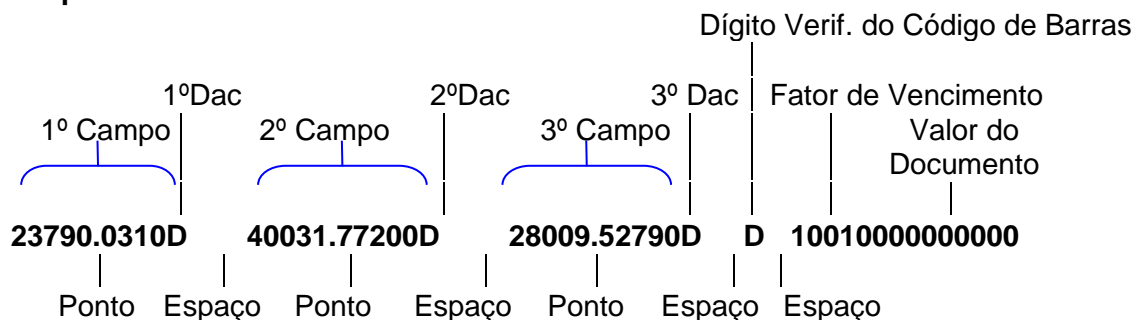 Dígito Verif. do Código de Barras
1ºDac 2ºDac 3º Dac Fator de Vencimento
1º Campo 2º Campo 3º Campo Valor do
Documento
23790.0310D 40031.77200D 28009.52790D D 10010000000000
Ponto Espaço Ponto Espaço Ponto Espaço Espaço